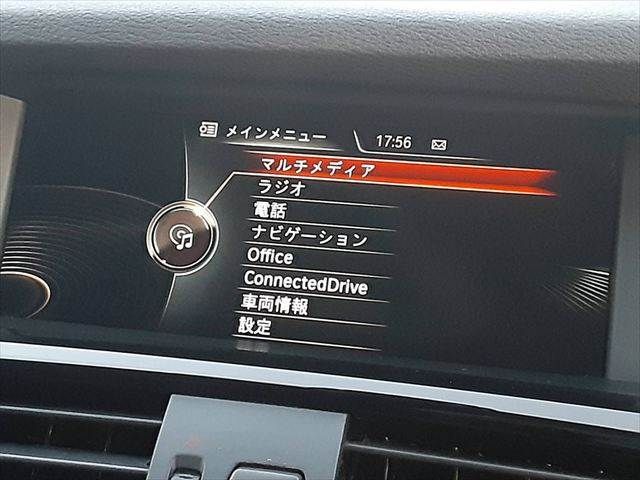 メインメニュー 17:56
マルチメディア
ラジオ
電話
ナビゲーション
Office
ConnectedDrive
車両情報
設定